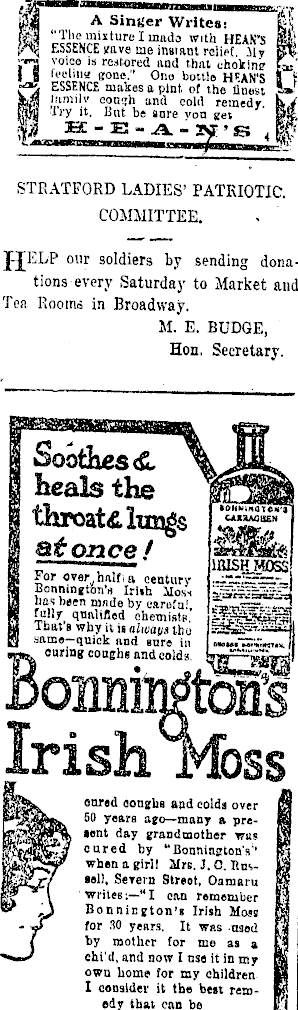 A Singer Writes:
"The mixture I made with HEAN'S
ESSENCE gave me instant relief. My
voice is restored and that choking
feeling gone." One bottle HEAN'S
ESSENCE makes a pint of the finest
family cough and cold remedy.
Try it. But be sure you get
H-E-A-N'S 4
STRATFORD LADIES' PATRIOTIC.
COMMITTEE.
HELP our soldiers by sending dona-
tions every Saturday to Market and
Tea Rooms in Broadway.
M. E. BUDGE,
Hon. Secretary.
Soothes &
heals the
throat & lungs
at once!
For over half a century
Bonnington's Irish Moss
has been made by careful,
fully qualified chemists.
That's why it is always the
same—quick and sure in
curing coughs and colds.
BONNINGTON'S
CARRAGEEN
IRISH MOSS
GEORGE BONNINGTON
Bonnington's
Irish Moss
cured coughs and colds over
50 years ago—many a pre-
sent day grandmother was
cured by "Bonnington's"
when a girl! Mrs. J. C. Rus-
sell, Severn Street, Oamaru
writes:—"I can remember
Bonnington's Irish Moss
for 30 years. It was used
by mother for me as a
chi'd, and now I use it in my
own home for my children
I consider it the best rem-
edy that can be